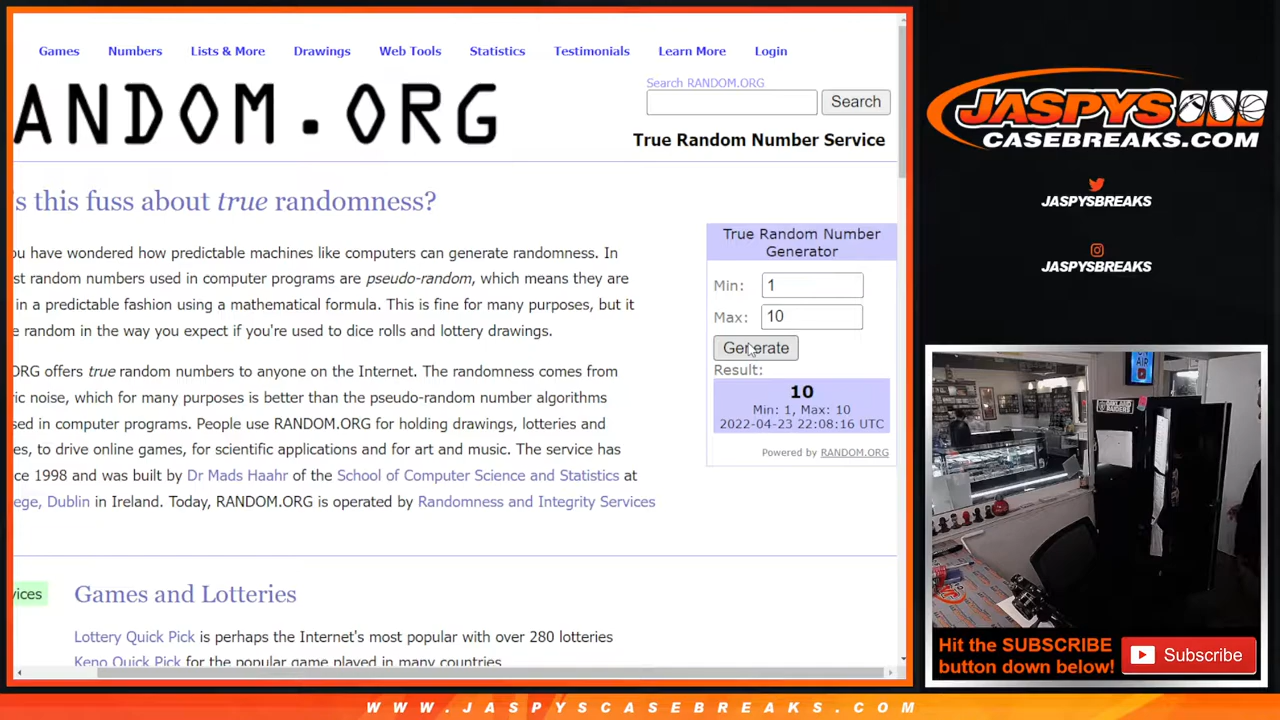 Games Numbers Lists & More Drawings Web Tools Statistics Testimonials Learn More Login
ANDOM.ORG
Search RANDOM.ORG
Search
True Random Number Service
s this fuss about true randomness?
ou have wondered how predictable machines like computers can generate randomness. In
st random numbers used in computer programs are pseudo-random, which means they are
in a predictable fashion using a mathematical formula. This is fine for many purposes, but it
e random in the way you expect if you're used to dice rolls and lottery drawings.
ORG offers true random numbers to anyone on the Internet. The randomness comes from
ric noise, which for many purposes is better than the pseudo-random number algorithms
sed in computer programs. People use RANDOM.ORG for holding drawings, lotteries and
es, to drive online games, for scientific applications and for art and music. The service has
ce 1998 and was built by Dr Mads Haahr of the School of Computer Science and Statistics at
ege, Dublin in Ireland. Today, RANDOM.ORG is operated by Randomness and Integrity Services
True Random Number
Generator
Min: 1
Max: 10
Generate
Result:
10
Min: 1, Max: 10
2022-04-23 22:08:16 UTC
Powered by RANDOM.ORG
ices
Games and Lotteries
Lottery Quick Pick is perhaps the Internet's most popular with over 280 lotteries
Keno Quick Pick for the popular game played in many countries
JASPYS
CASEBREAKS.COM
JASPYSBREAKS
JASPYSBREAKS
ON
AIR
OAKLAND
RAIDERS
Hit the SUBSCRIBE
button down below!
Subscribe
WWW.JASPYSCASEBREAKS.COM